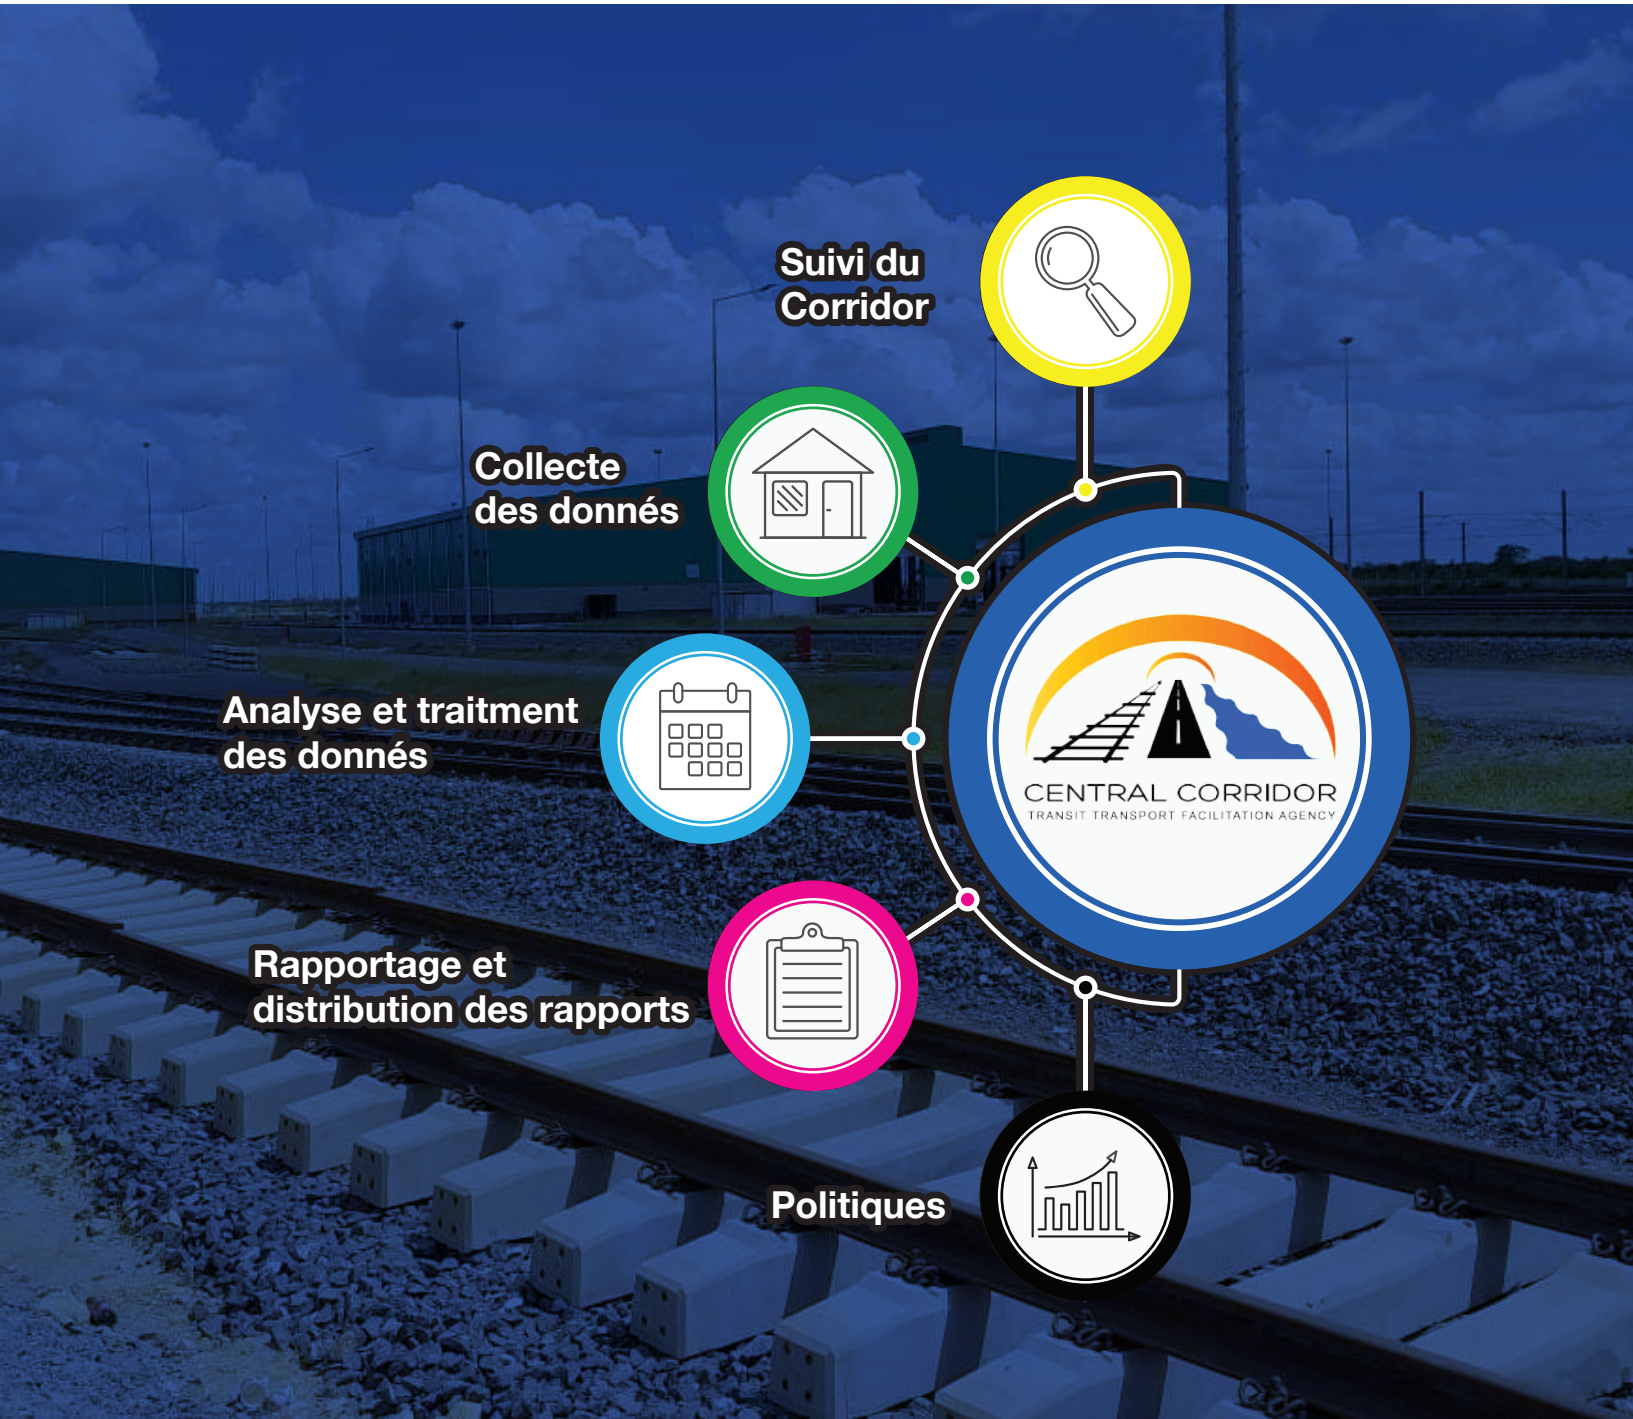 Suivi du
Corridor
Collecte
des donnés
Analyse et traitment
des donnés
CENTRAL CORRIDOR
TRANSIT TRANSPORT FACILITATION AGENCY
Rapportage et
distribution des rapports
Politiques